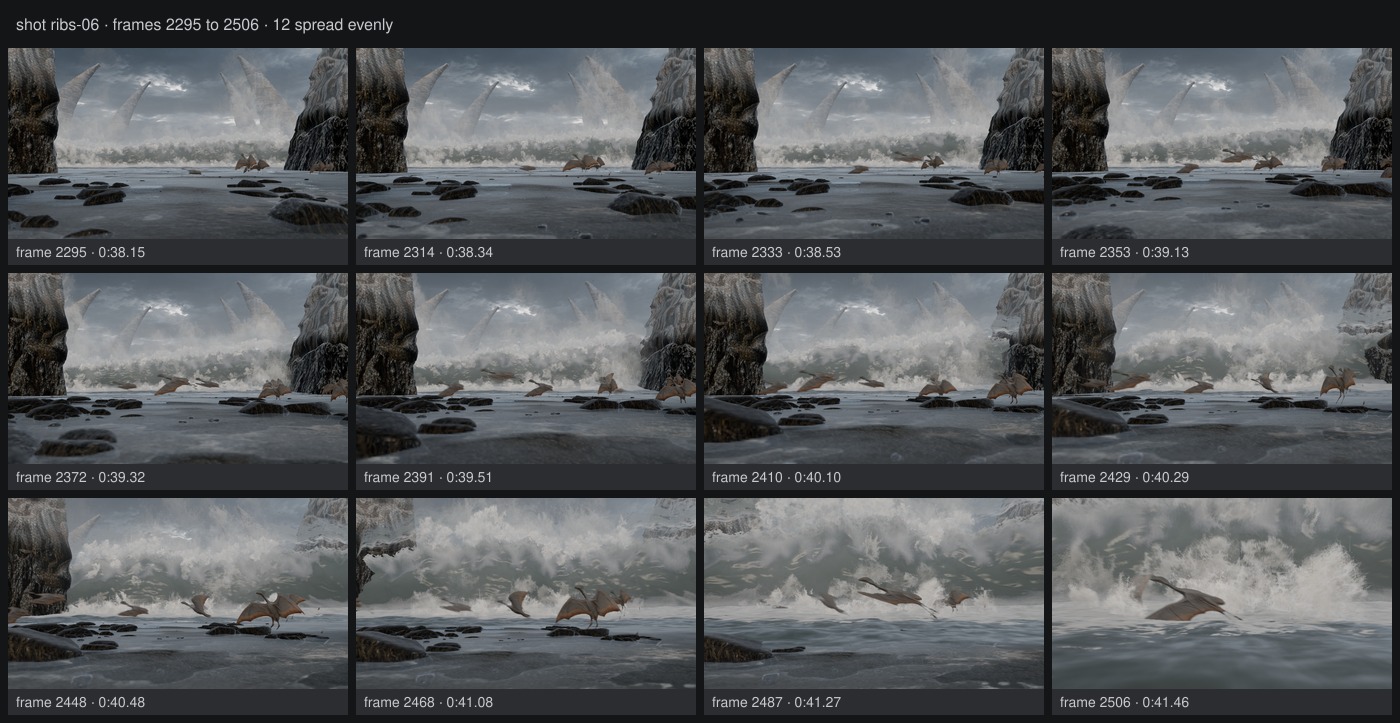 shot ribs-06 · frames 2295 to 2506 · 12 spread evenly
frame 2295 · 0:38.15
frame 2314 · 0:38.34
frame 2333 · 0:38.53
frame 2353 · 0:39.13
frame 2372 · 0:39.32
frame 2391 · 0:39.51
frame 2410 · 0:40.10
frame 2429 · 0:40.29
frame 2448 · 0:40.48
frame 2468 · 0:41.08
frame 2487 · 0:41.27
frame 2506 · 0:41.46